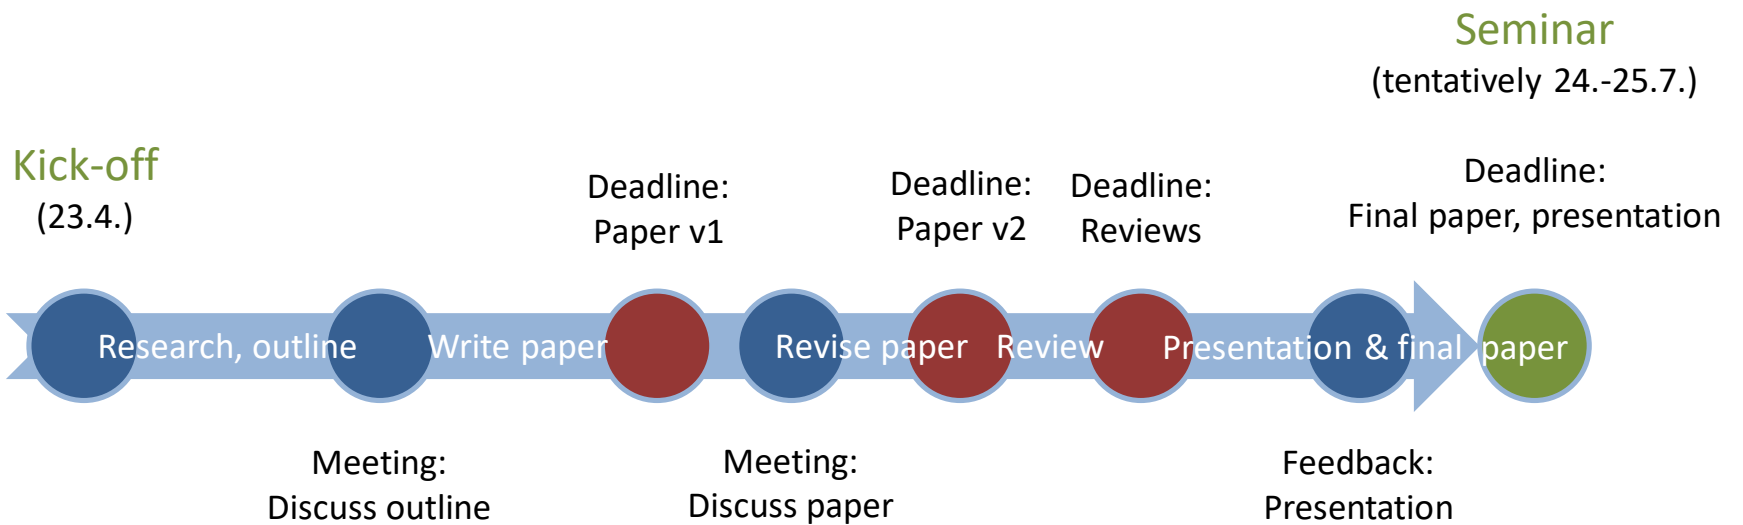 Seminar
(tentatively 24.-25.7.)
Kick-off
(23.4.)
Deadline:
Paper v1
Deadline:
Paper v2
Deadline:
Reviews
Deadline:
Final paper, presentation
Research, outline
Write paper
Revise paper
Review
Presentation & final paper
Meeting:
Discuss outline
Meeting:
Discuss paper
Feedback:
Presentation